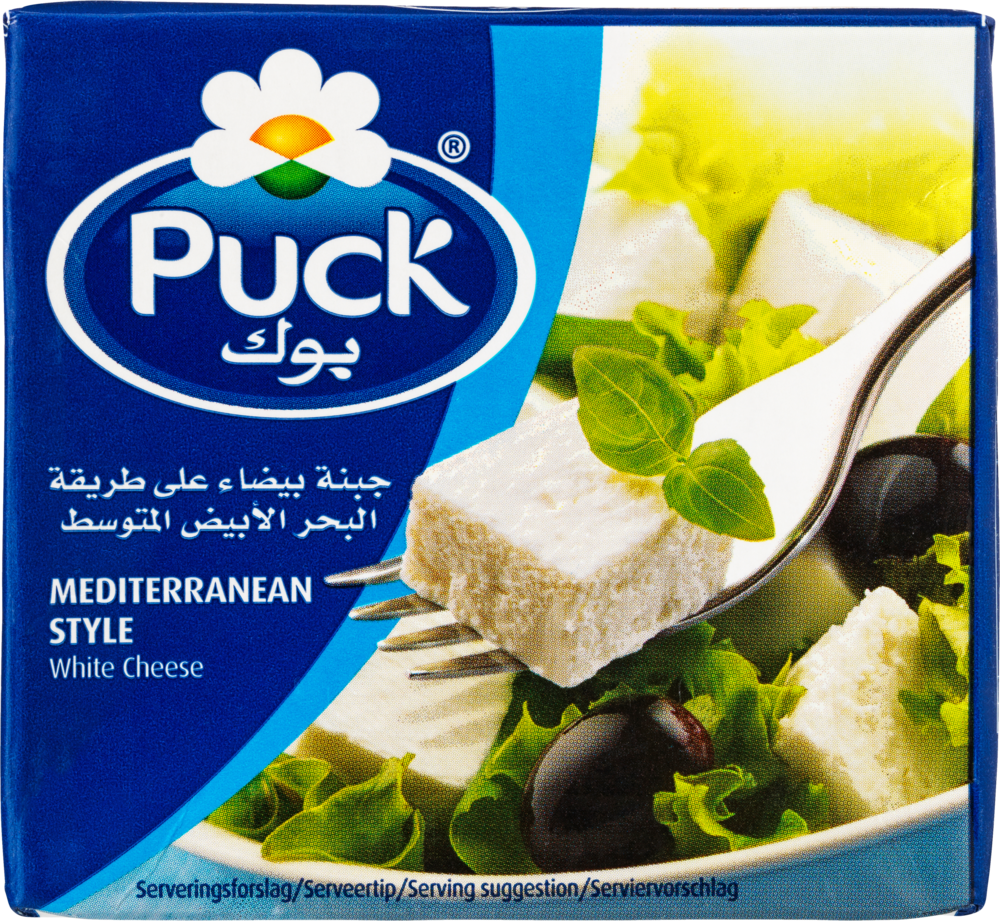 ®
Puck
بوك
جبنة بيضاء على طريقة
البحر الأبيض المتوسط
MEDITERRANEAN
STYLE
White Cheese
Serveringsforslag/Serveertip/Serving suggestion/Serviervorschlag